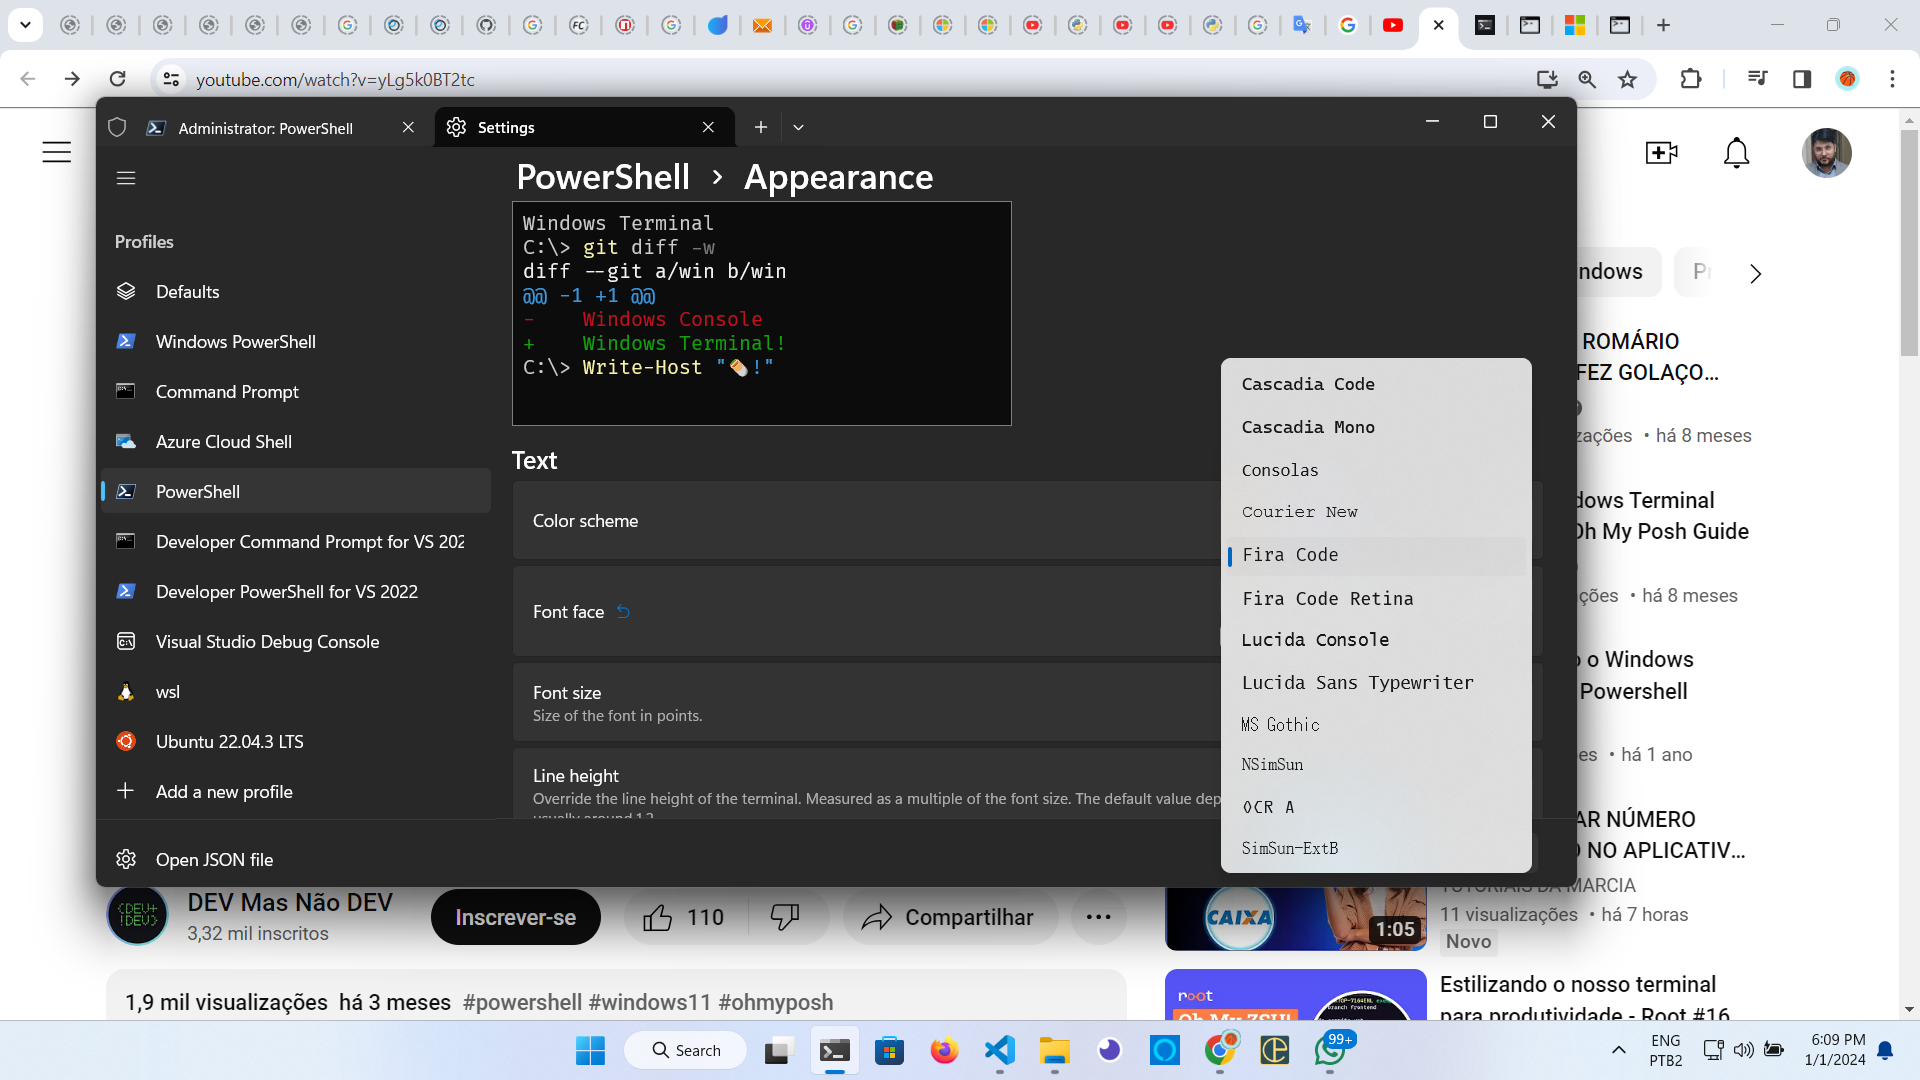 youtube.com/watch?v=yLg5k0BT2tc
Administrator: PowerShell
Settings
PowerShell > Appearance
Profiles
Defaults
Windows PowerShell
Command Prompt
Azure Cloud Shell
PowerShell
Developer Command Prompt for VS 202
Developer PowerShell for VS 2022
Visual Studio Debug Console
wsl
Ubuntu 22.04.3 LTS
Add a new profile
Open JSON file
Windows Terminal
C:\> git diff -w
diff --git a/win b/win
@@ -1 +1 @@
-    Windows Console
+    Windows Terminal!
C:\> Write-Host "✏!"
Text
Color scheme
Font face
Font size
Size of the font in points.
Line height
Override the line height of the terminal. Measured as a multiple of the font size. The default value dep
usually around 1.2
Cascadia Code
Cascadia Mono
Consolas
Courier New
Fira Code
Fira Code Retina
Lucida Console
Lucida Sans Typewriter
MS Gothic
NSimSun
OCR A
SimSun-ExtB
ndows
ROMÁRIO
FEZ GOLAÇO...
zações • há 8 meses
dows Terminal
Oh My Posh Guide
ções • há 8 meses
o Windows
Powershell
es • há 1 ano
AR NÚMERO
NO APLICATIV...
TUTORIAIS DA MARCIA
11 visualizações • há 7 horas
Novo
CAIXA
1:05
<DEV+
!DEV>
DEV Mas Não DEV
3,32 mil inscritos
Inscrever-se
110
Compartilhar
1,9 mil visualizações há 3 meses #powershell #windows11 #ohmyposh
root
Oh My ZSH!
Estilizando o nosso terminal
para produtividade - Root #16
Search
99+
ENG
PTB2
6:09 PM
1/1/2024